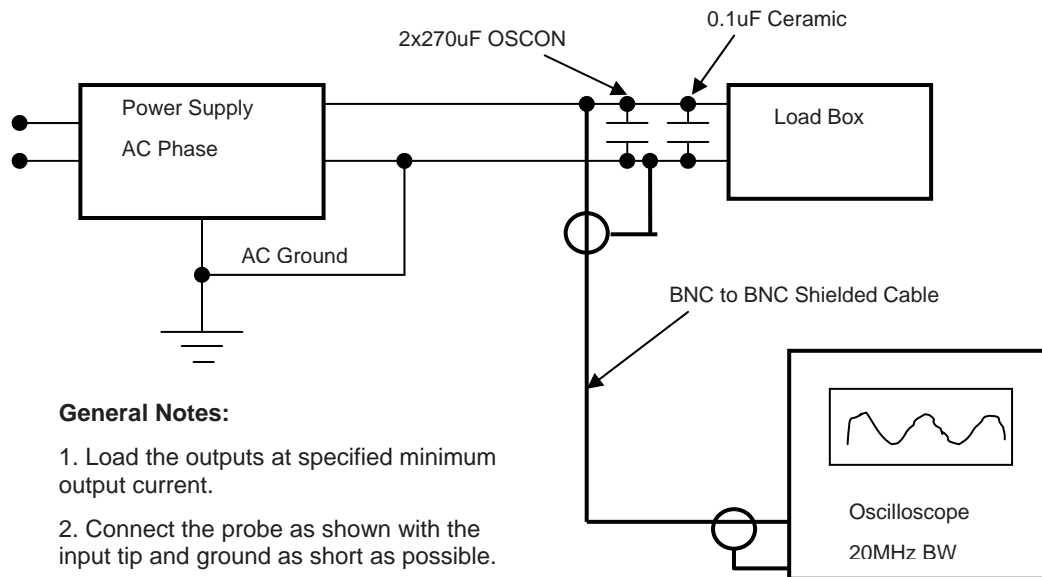 0.1uF Ceramic
2x270uF OSCON
Power Supply
AC Phase
Load Box
AC Ground
BNC to BNC Shielded Cable
General Notes:
1. Load the outputs at specified minimum
output current.
2. Connect the probe as shown with the
input tip and ground as short as possible.
Oscilloscope
20MHz BW